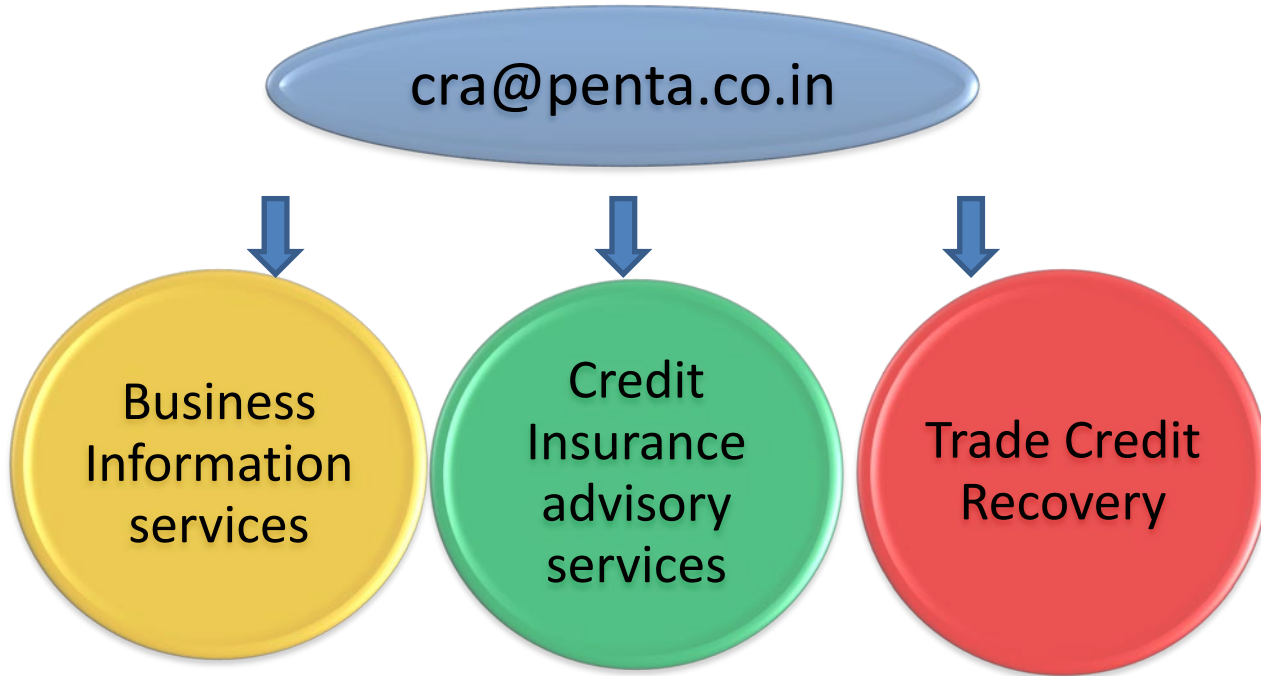 cra@penta.co.in
Business
Information
services
Credit
Insurance
advisory
services
Trade Credit
Recovery